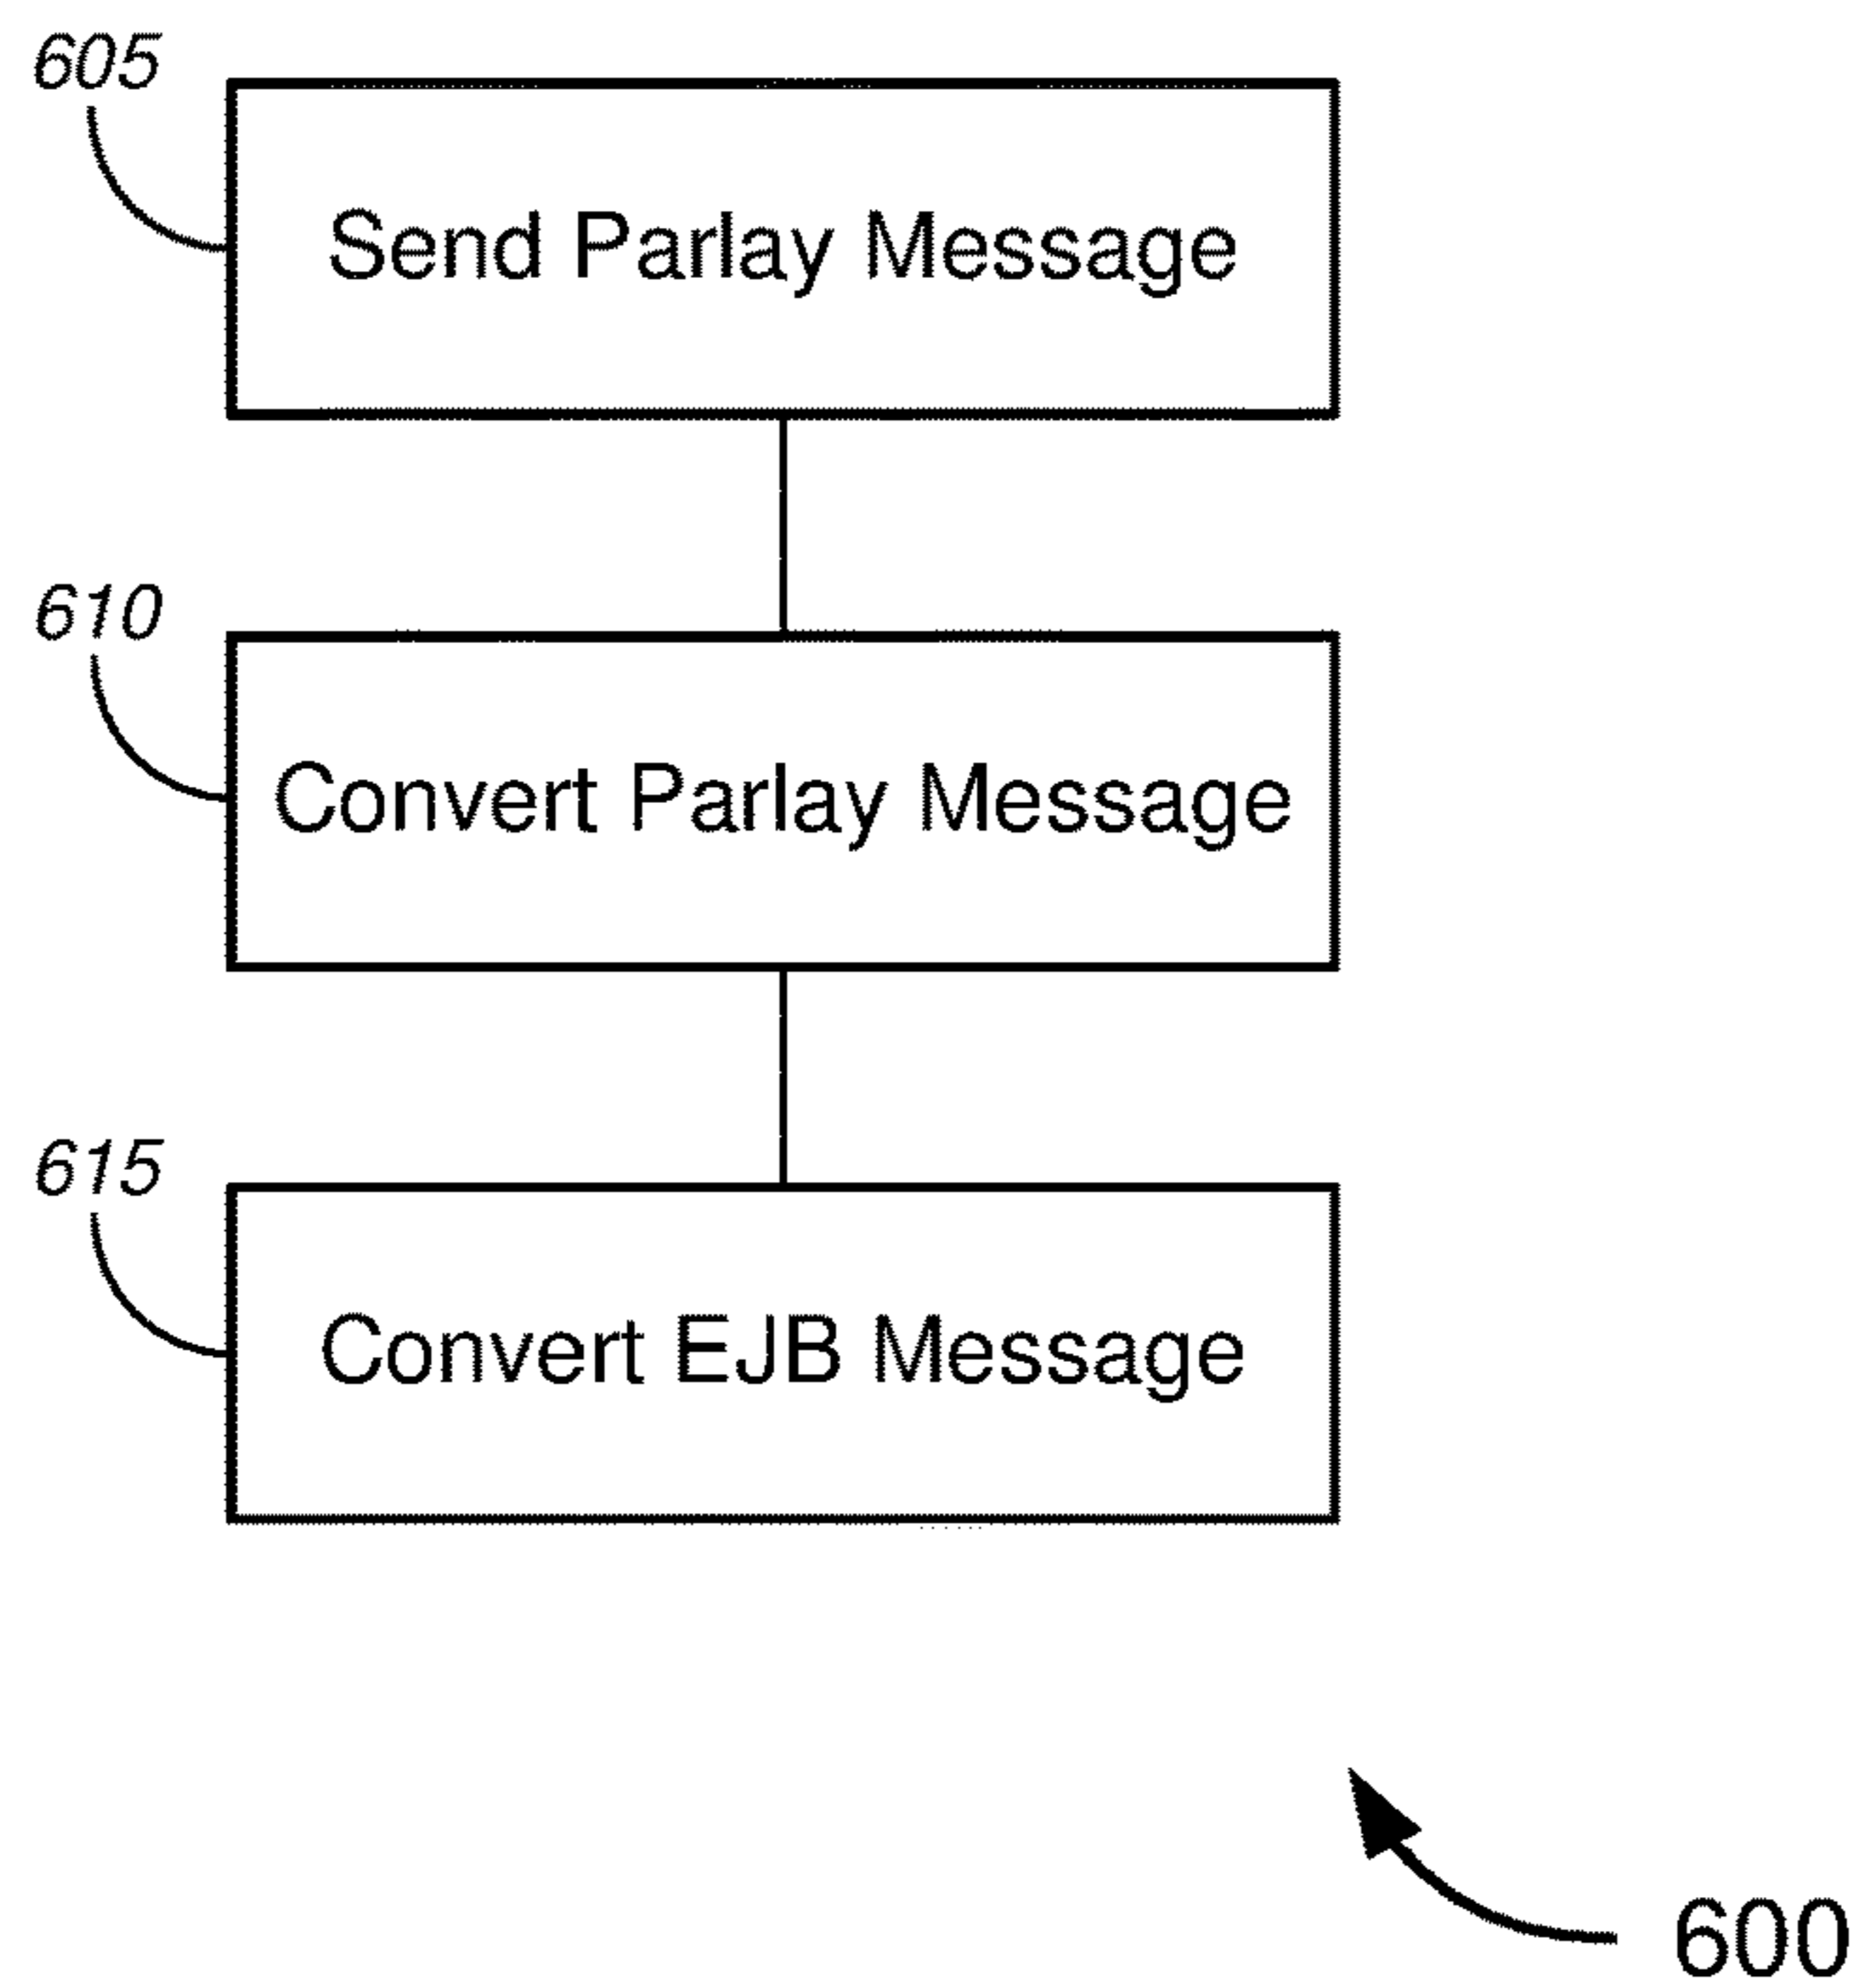 605
Send Parlay Message
610
Convert Parlay Message
615
Convert EJB Message
600